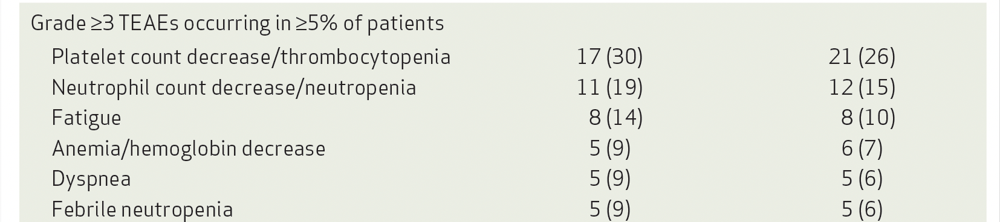 Grade ≥3 TEAEs occurring in ≥5% of patients
Platelet count decrease/thrombocytopenia 17 (30) 21 (26)
Neutrophil count decrease/neutropenia 11 (19) 12 (15)
Fatigue 8 (14) 8 (10)
Anemia/hemoglobin decrease 5 (9) 6 (7)
Dyspnea 5 (9) 5 (6)
Febrile neutropenia 5 (9) 5 (6)